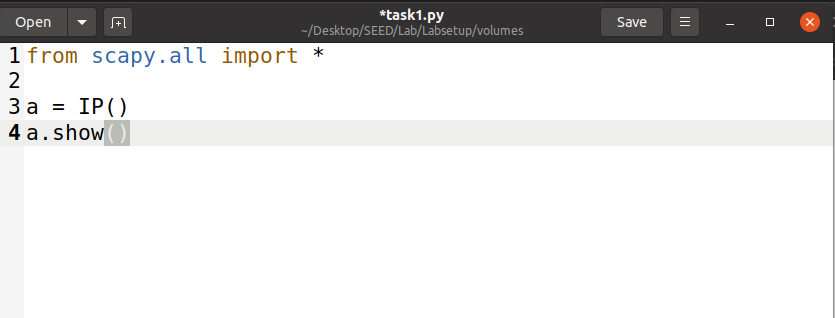 Open
*task1.py
~/Desktop/SEED/Lab/Labsetup/volumes
Save
1 from scapy.all import *
2
3 a = IP()
4 a.show()